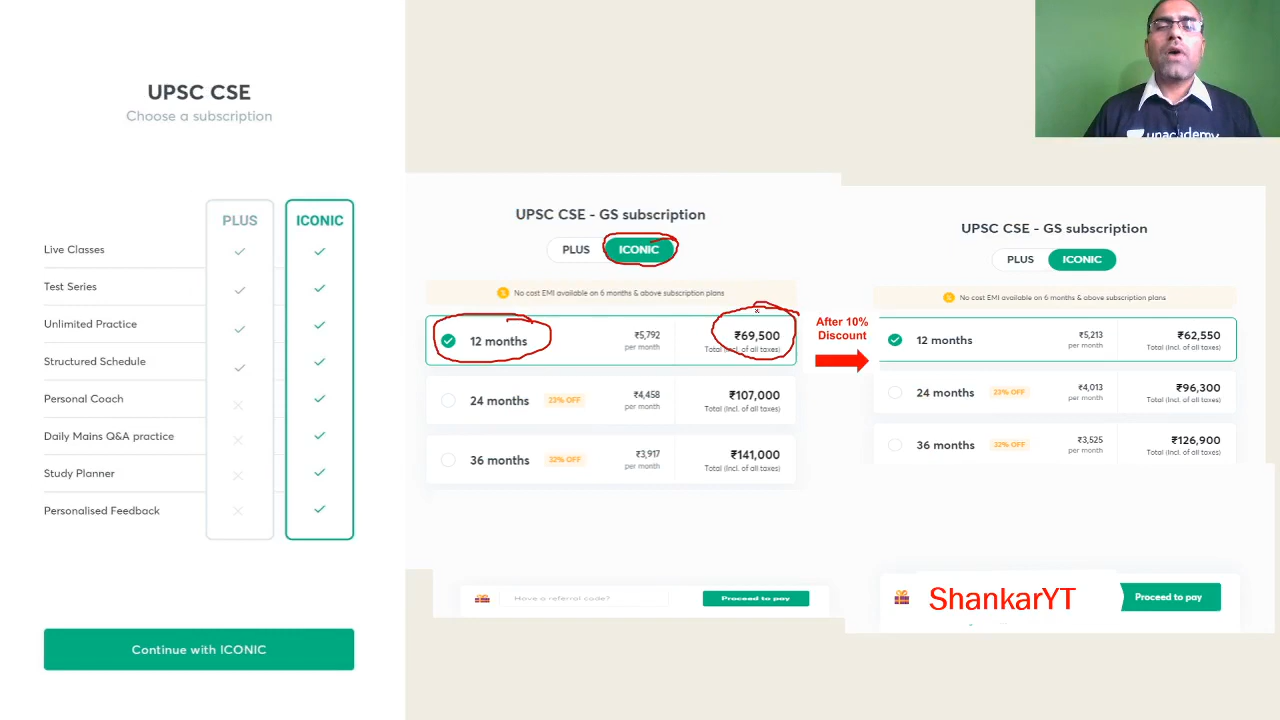 UPSC CSE
Choose a subscription
PLUS
ICONIC
Live Classes
Test Series
Unlimited Practice
Structured Schedule
Personal Coach
Daily Mains Q&A practice
Study Planner
Personalised Feedback
Continue with ICONIC
UPSC CSE - GS subscription
PLUS
ICONIC
No cost EMI available on 6 months & above subscription plans
12 months
₹5,792
per month
₹69,500
Total (Incl. of all taxes)
24 months
23% OFF
₹4,458
per month
₹107,000
Total (Incl. of all taxes)
36 months
32% OFF
₹3,917
per month
₹141,000
Total (Incl. of all taxes)
Have a referral code?
Proceed to pay
After 10%
Discount
UPSC CSE - GS subscription
PLUS
ICONIC
No cost EMI available on 6 months & above subscription plans
12 months
₹5,213
per month
₹62,550
Total (Incl. of all taxes)
24 months
23% OFF
₹4,013
per month
₹96,300
Total (Incl. of all taxes)
36 months
32% OFF
₹3,525
per month
₹126,900
Total (Incl. of all taxes)
ShankarYT
Proceed to pay
unacademy